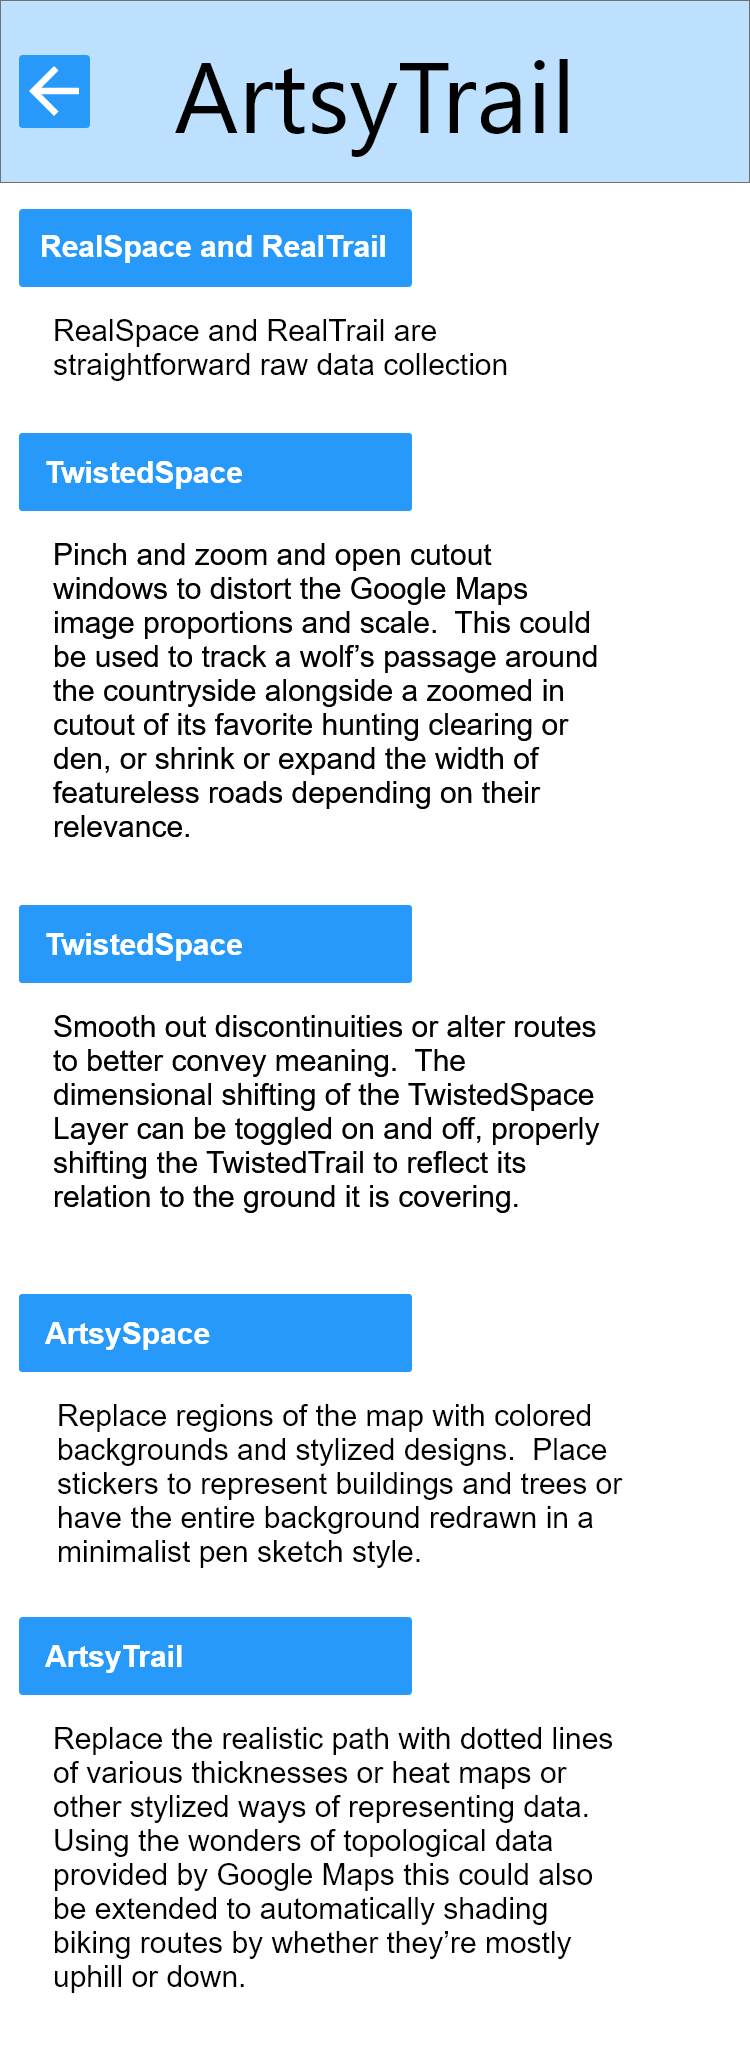 ArtsyTrail
RealSpace and RealTrail
RealSpace and RealTrail are
straightforward raw data collection
TwistedSpace
Pinch and zoom and open cutout
windows to distort the Google Maps
image proportions and scale.  This could
be used to track a wolf’s passage around
the countryside alongside a zoomed in
cutout of its favorite hunting clearing or
den, or shrink or expand the width of
featureless roads depending on their
relevance.
TwistedSpace
Smooth out discontinuities or alter routes
to better convey meaning.  The
dimensional shifting of the TwistedSpace
Layer can be toggled on and off, properly
shifting the TwistedTrail to reflect its
relation to the ground it is covering.
ArtsySpace
Replace regions of the map with colored
backgrounds and stylized designs.  Place
stickers to represent buildings and trees or
have the entire background redrawn in a
minimalist pen sketch style.
ArtsyTrail
Replace the realistic path with dotted lines
of various thicknesses or heat maps or
other stylized ways of representing data.
Using the wonders of topological data
provided by Google Maps this could also
be extended to automatically shading
biking routes by whether they’re mostly
uphill or down.